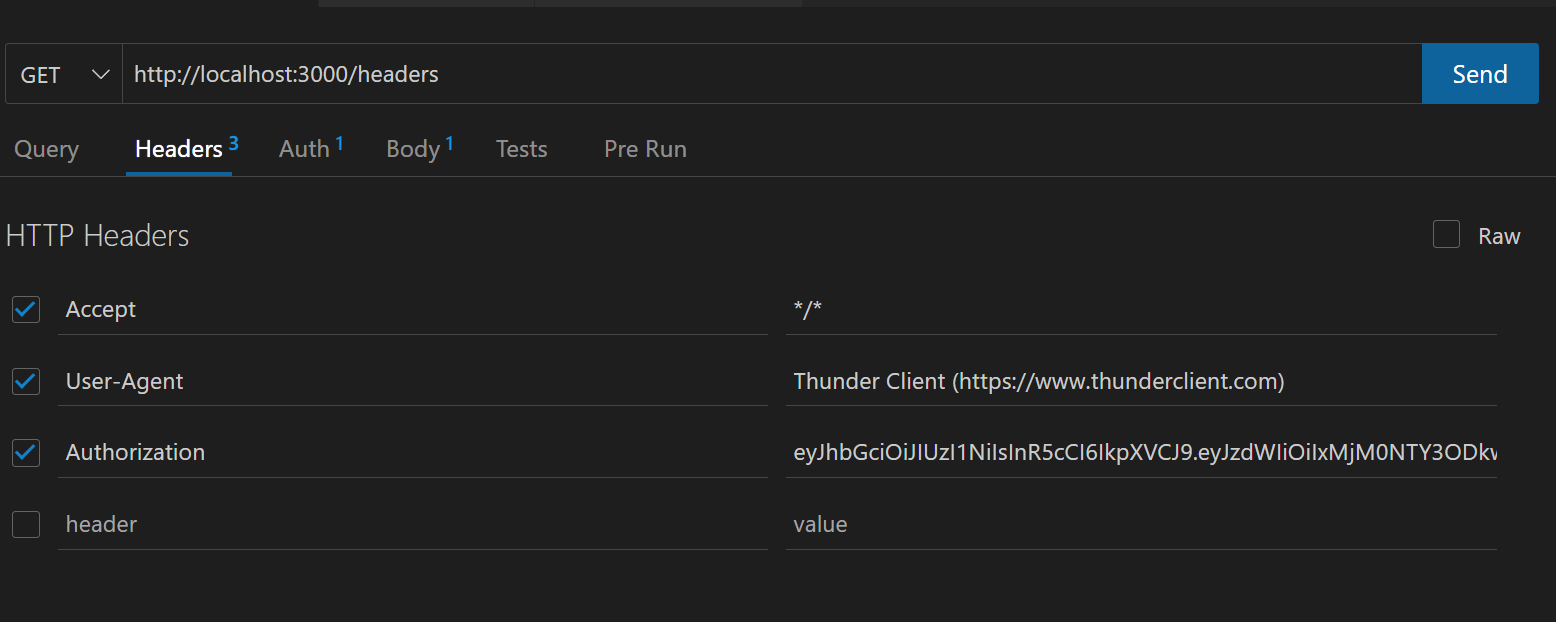 GET http://localhost:3000/headers Send
Query Headers 3 Auth 1 Body 1 Tests Pre Run
HTTP Headers Raw
Accept */*
User-Agent Thunder Client (https://www.thunderclient.com)
Authorization eyJhbGciOiJIUzI1NiIsInR5cCI6IkpXVCJ9.eyJzdWIiOiIxMjM0NTY3ODkw
header value